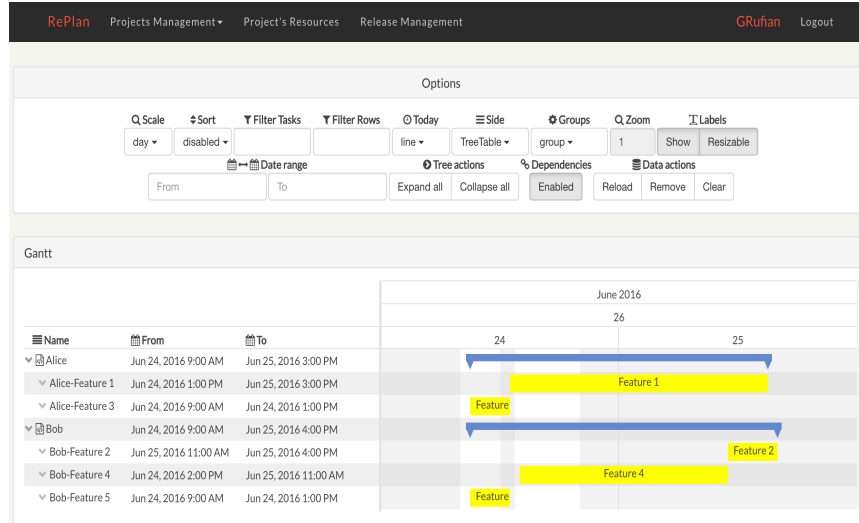 RePlan Projects Management Project's Resources Release Management GRufian Logout
Options
Scale Sort Filter Tasks Filter Rows Today Side Groups Zoom Labels
day disabled line TreeTable group 1 Show Resizable
Date range Tree actions Dependencies Data actions
From To Expand all Collapse all Enabled Reload Remove Clear
Gantt
June 2016
26
Name From To 24 25
Alice Jun 24, 2016 9:00 AM Jun 25, 2016 3:00 PM
Alice-Feature 1 Jun 24, 2016 1:00 PM Jun 25, 2016 3:00 PM Feature 1
Alice-Feature 3 Jun 24, 2016 9:00 AM Jun 24, 2016 1:00 PM Feature
Bob Jun 24, 2016 9:00 AM Jun 25, 2016 4:00 PM
Bob-Feature 2 Jun 25, 2016 11:00 AM Jun 25, 2016 4:00 PM Feature 2
Bob-Feature 4 Jun 24, 2016 2:00 PM Jun 25, 2016 11:00 AM Feature 4
Bob-Feature 5 Jun 24, 2016 9:00 AM Jun 24, 2016 1:00 PM Feature